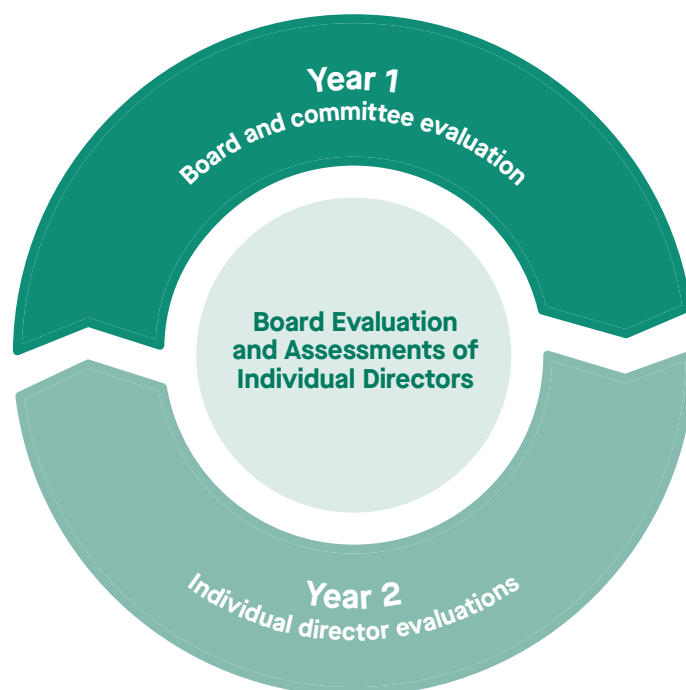 Year 1
Board and committee evaluation
Board Evaluation
and Assessments of
Individual Directors
Year 2
Individual director evaluations